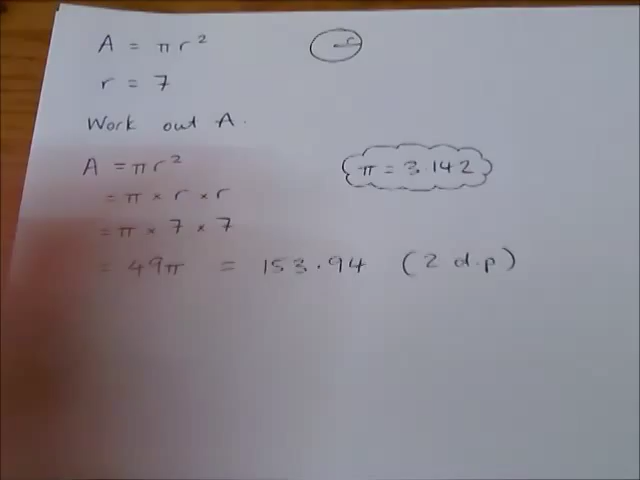 A = πr²
r
r = 7
Work out A.
A = πr²
π = 3.142
= π × r × r
= π × 7 × 7
= 49π = 153.94 (2 d.p)